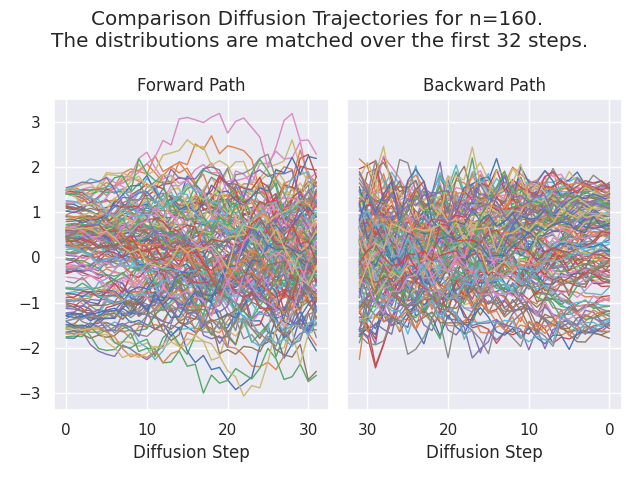 Comparison Diffusion Trajectories for n=160.
The distributions are matched over the first 32 steps.
Forward Path
Backward Path
3
2
1
0
−1
−2
−3
0 10 20 30
30 20 10 0
Diffusion Step
Diffusion Step